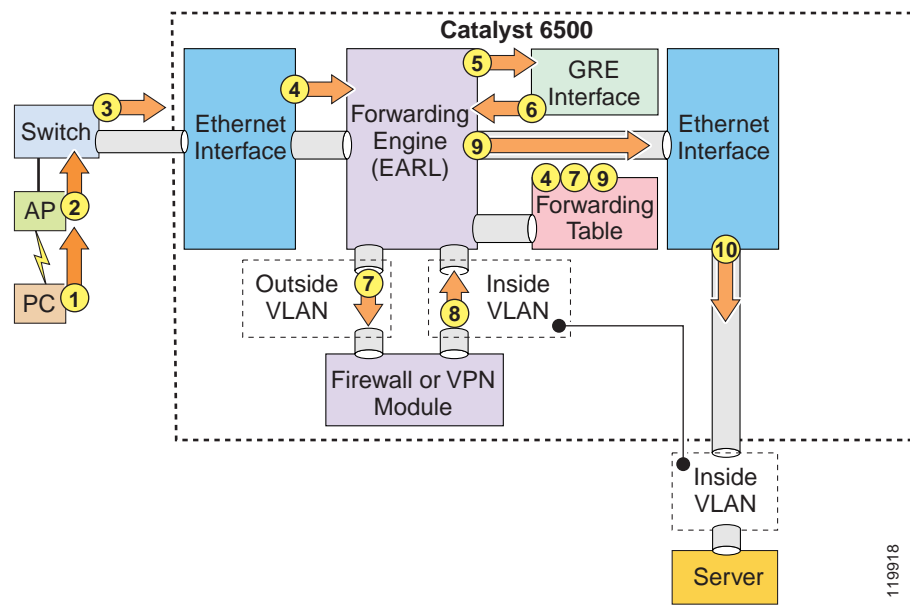 Catalyst 6500
5
GRE
Interface
6
3
4
Ethernet
Interface
Forwarding
Engine
(EARL)
Ethernet
Interface
Switch
9
4 7 9
Forwarding
Table
AP
2
10
Outside
VLAN
7
Inside
VLAN
8
PC
1
Firewall or VPN
Module
Inside
VLAN
Server
119918